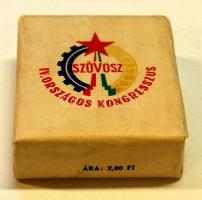 SZÖVOSZ
IV. ORSZÁGOS KONGRESSZUS
ÁRA: 2,80 FT